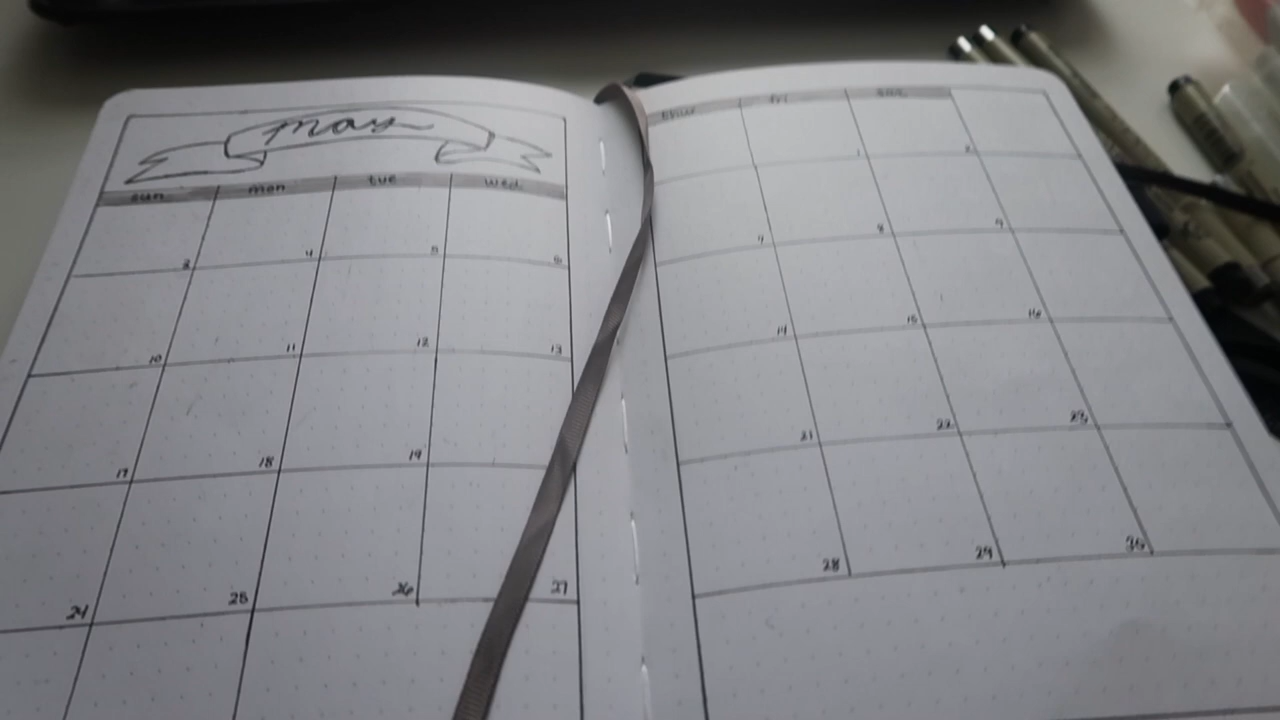 may
sun mon tue wed
3 4 5 6
10 11 12 13
17 18 19
24 25 26 27
thur fri sat
1 2
7 8 9
14 15 16
21 22 23
28 29 30